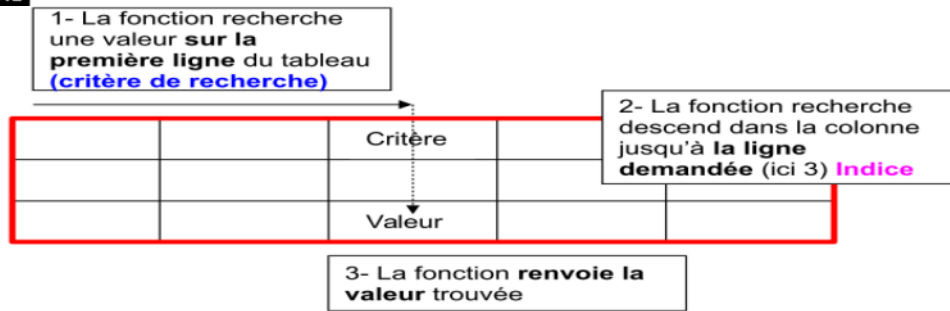 1- La fonction recherche
une valeur sur la
première ligne du tableau
(critère de recherche)
2- La fonction recherche
descend dans la colonne
jusqu'à la ligne
demandée (ici 3) Indice
Critère
Valeur
3- La fonction renvoie la
valeur trouvée